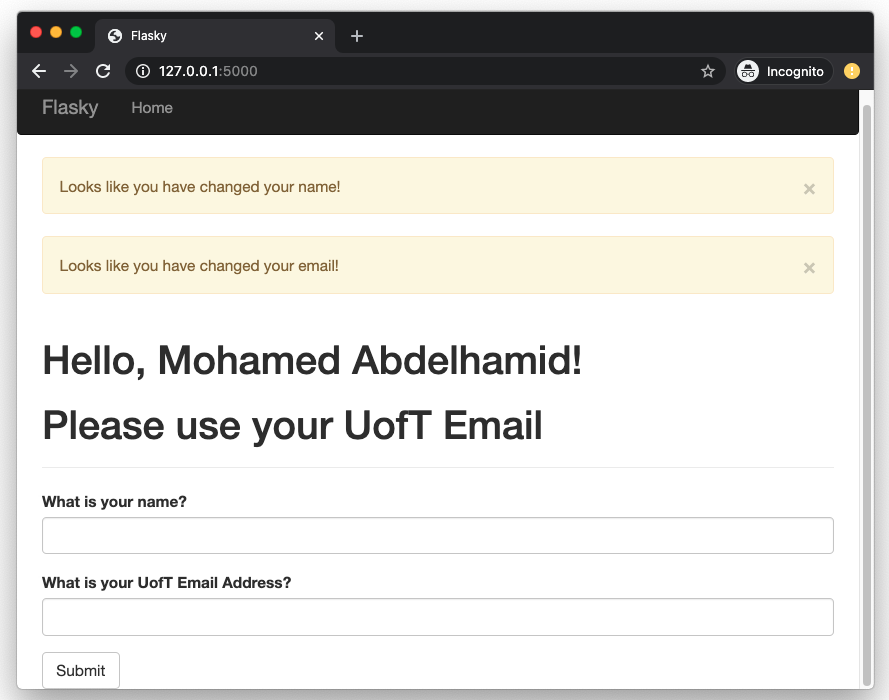 Flasky
127.0.0.1:5000
Incognito
Flasky Home
Looks like you have changed your name! ×
Looks like you have changed your email! ×
Hello, Mohamed Abdelhamid!
Please use your UofT Email
What is your name?
What is your UofT Email Address?
Submit